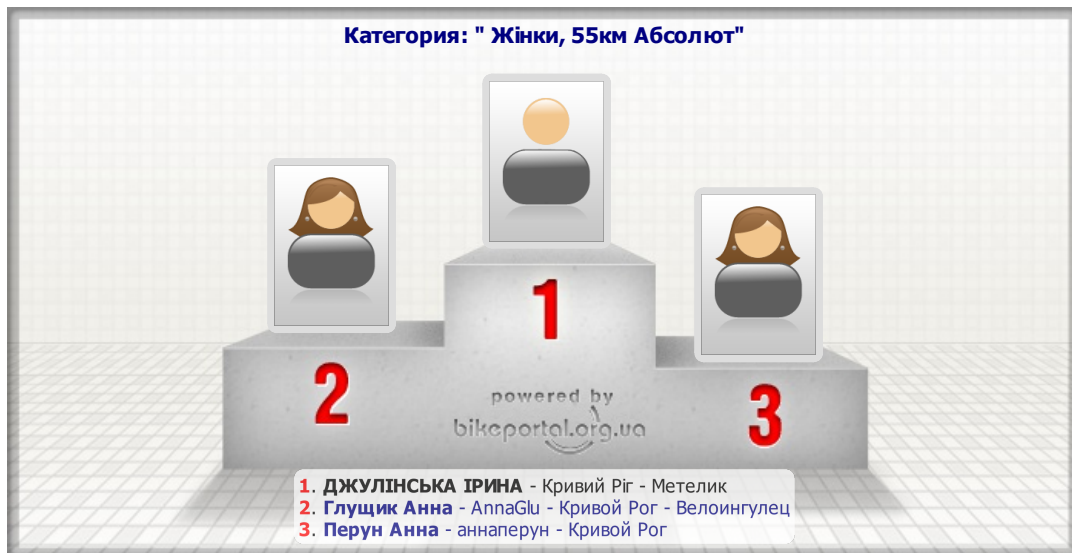 Категория: " Жінки, 55км Абсолют"
1
2
3
powered by
bikeportal.org.ua
1. ДЖУЛІНСЬКА ІРИНА - Кривий Ріг - Метелик
2. Глущик Анна - AnnaGlu - Кривой Рог - Велоингулец
3. Перун Анна - аннаперун - Кривой Рог